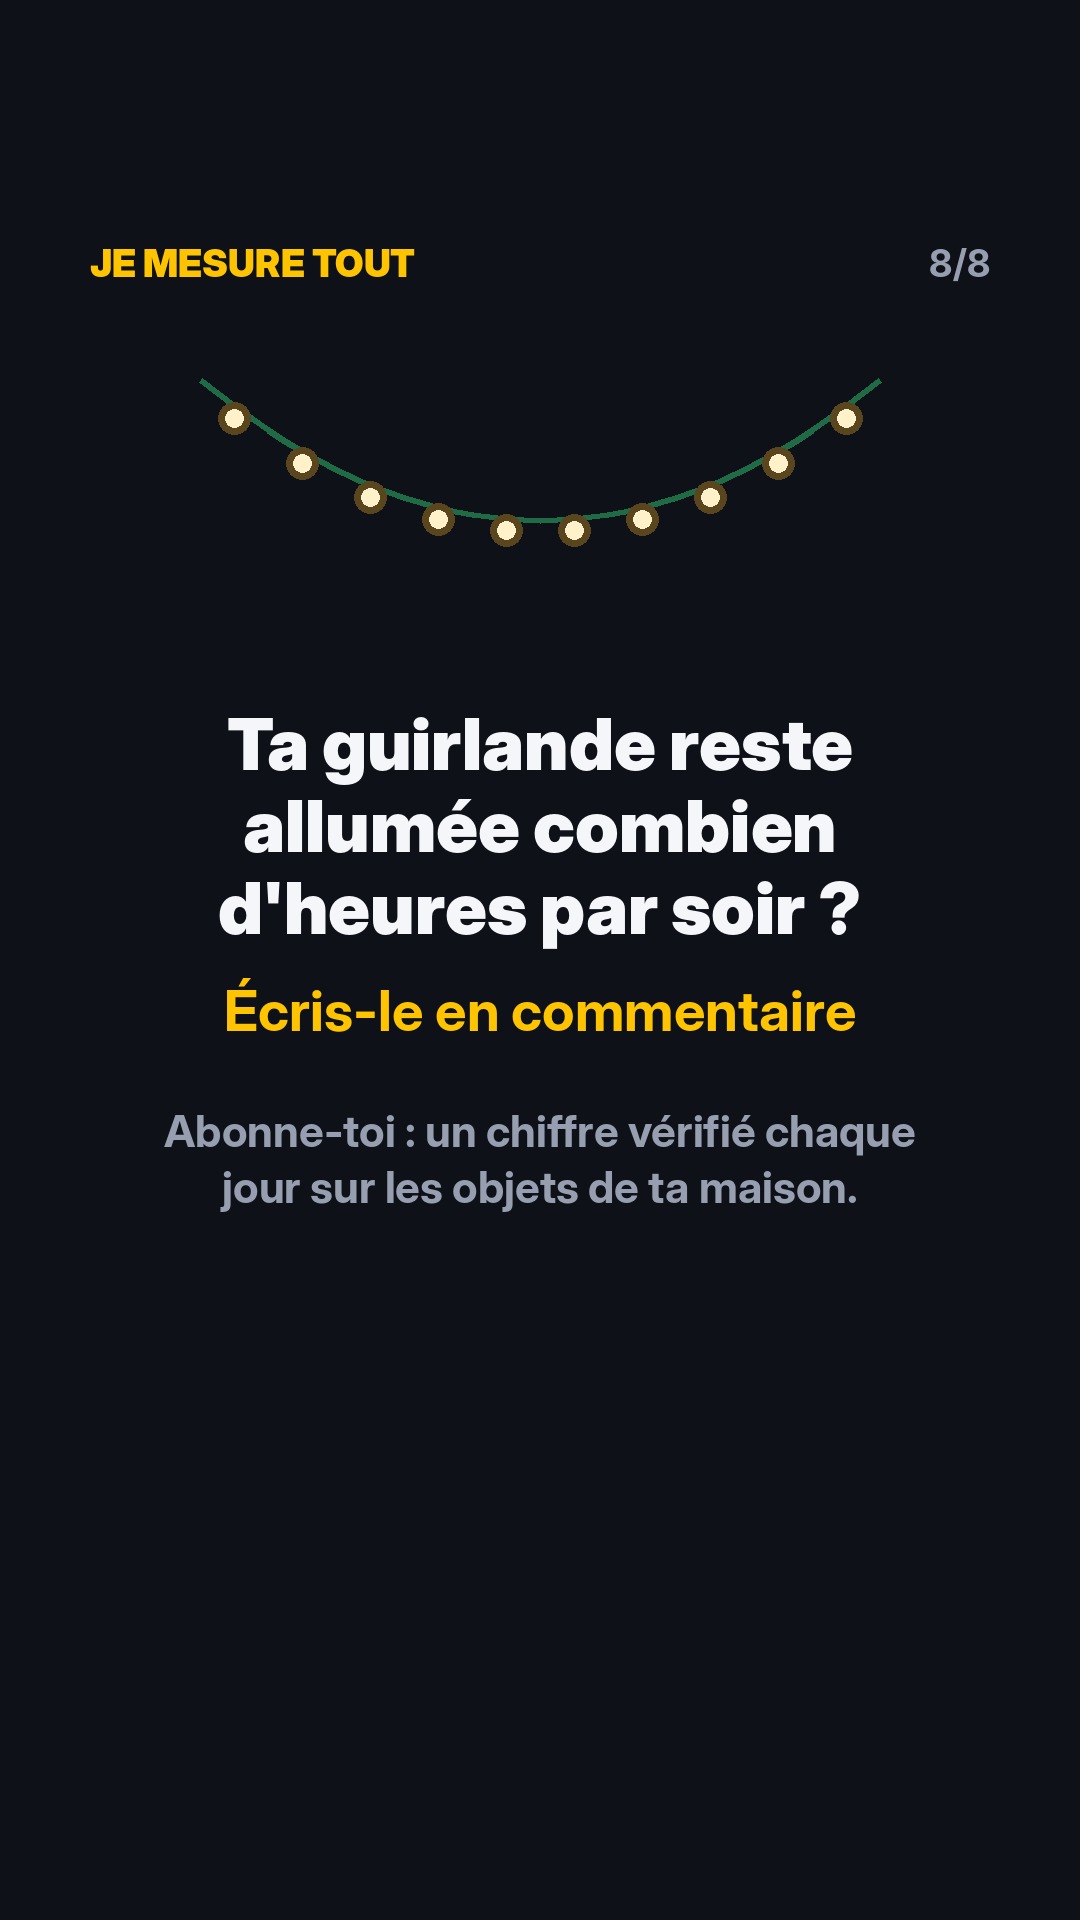 JE MESURE TOUT
8/8
Ta guirlande reste
allumée combien
d'heures par soir ?
Écris-le en commentaire
Abonne-toi : un chiffre vérifié chaque
jour sur les objets de ta maison.